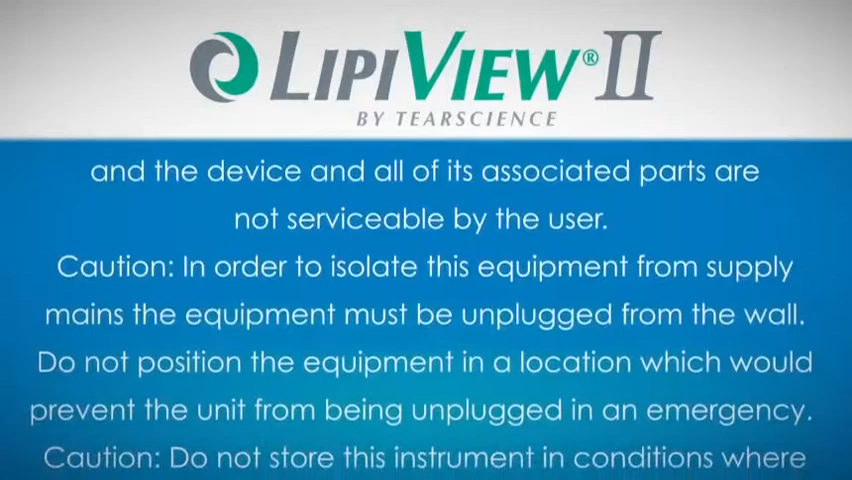 LIPIVIEW® II
BY TEARSCIENCE
and the device and all of its associated parts are
not serviceable by the user.
Caution: In order to isolate this equipment from supply
mains the equipment must be unplugged from the wall.
Do not position the equipment in a location which would
prevent the unit from being unplugged in an emergency.
Caution: Do not store this instrument in conditions where